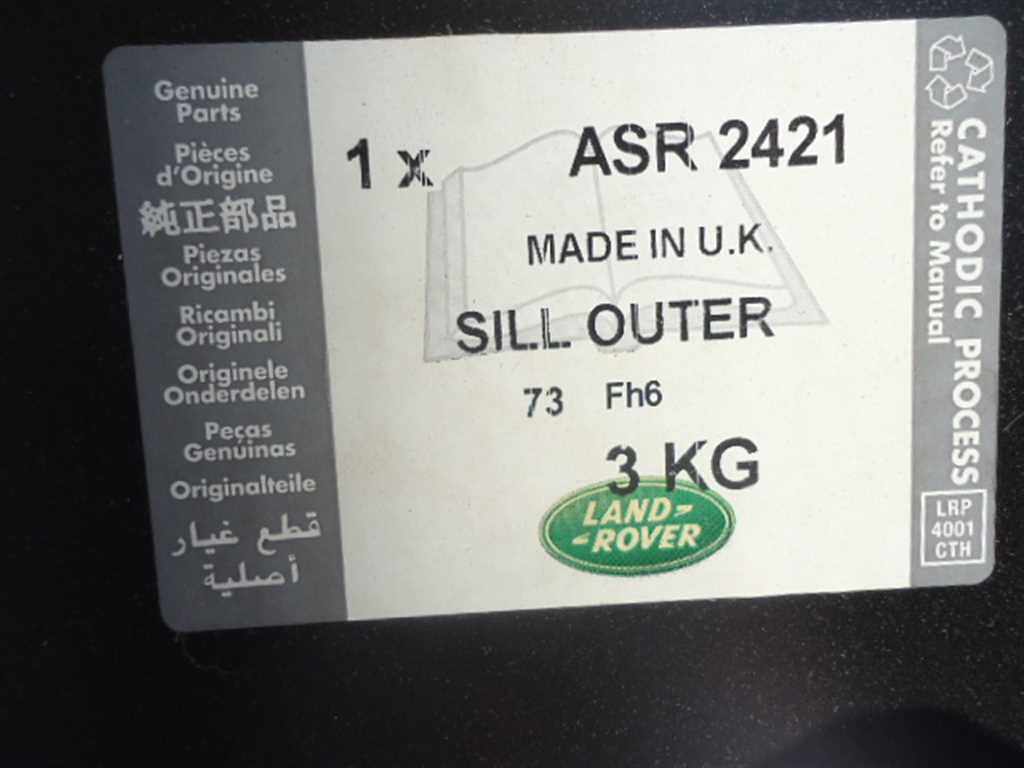 Genuine
Parts
Pièces
d'Origine
純正部品
Piezas
Originales
Ricambi
Originali
Originele
Onderdelen
Peças
Genuínas
Originalteile
قطع غيار
أصلية
1 x ASR 2421
MADE IN U.K.
SILL OUTER
73 Fh6
3 KG
LAND-
-ROVER
CATHODIC PROCESS
Refer to Manual
LRP
4001
CTH